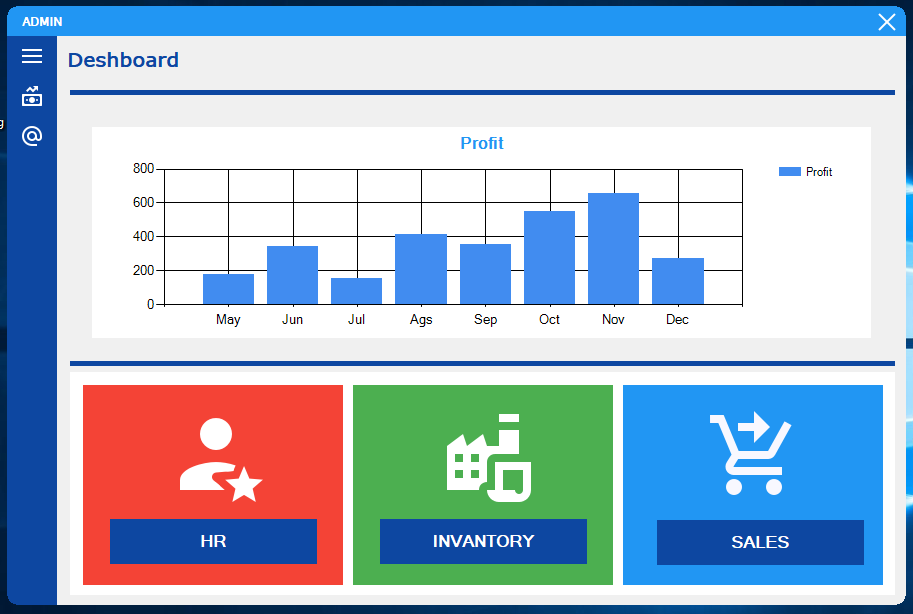 ADMIN
Deshboard
Profit
Profit
800
600
400
200
0
May Jun Jul Ags Sep Oct Nov Dec
HR
INVANTORY
SALES